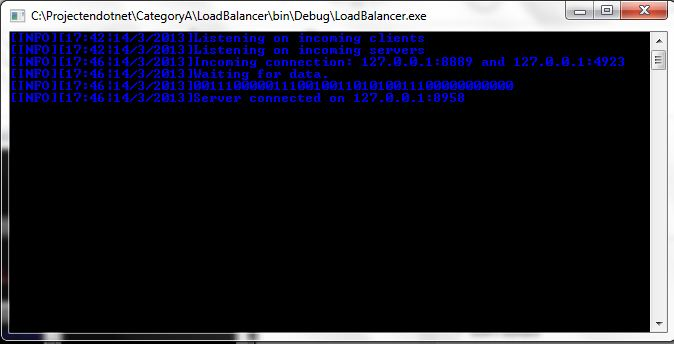 C:\Projectendotnet\CategoryA\LoadBalancer\bin\Debug\LoadBalancer.exe
[INFO][17:42|14/3/2013]Listening on incoming clients
[INFO][17:42|14/3/2013]Listening on incoming servers
[INFO][17:46|14/3/2013]Incoming connection: 127.0.0.1:8889 and 127.0.0.1:4923
[INFO][17:46|14/3/2013]Waiting for data.
[INFO][17:46|14/3/2013]00111000001110010011010100111000000000000
[INFO][17:46|14/3/2013]Server connected on 127.0.0.1:8958